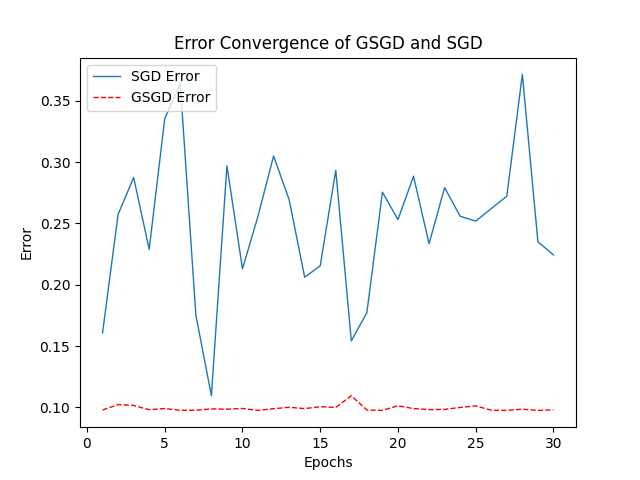 Error Convergence of GSGD and SGD
SGD Error
GSGD Error
Error
0.35
0.30
0.25
0.20
0.15
0.10
0 5 10 15 20 25 30
Epochs